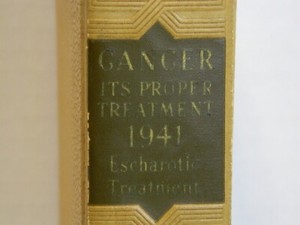 CANCER
ITS PROPER
TREATMENT
1941
Escharotic
Treatment